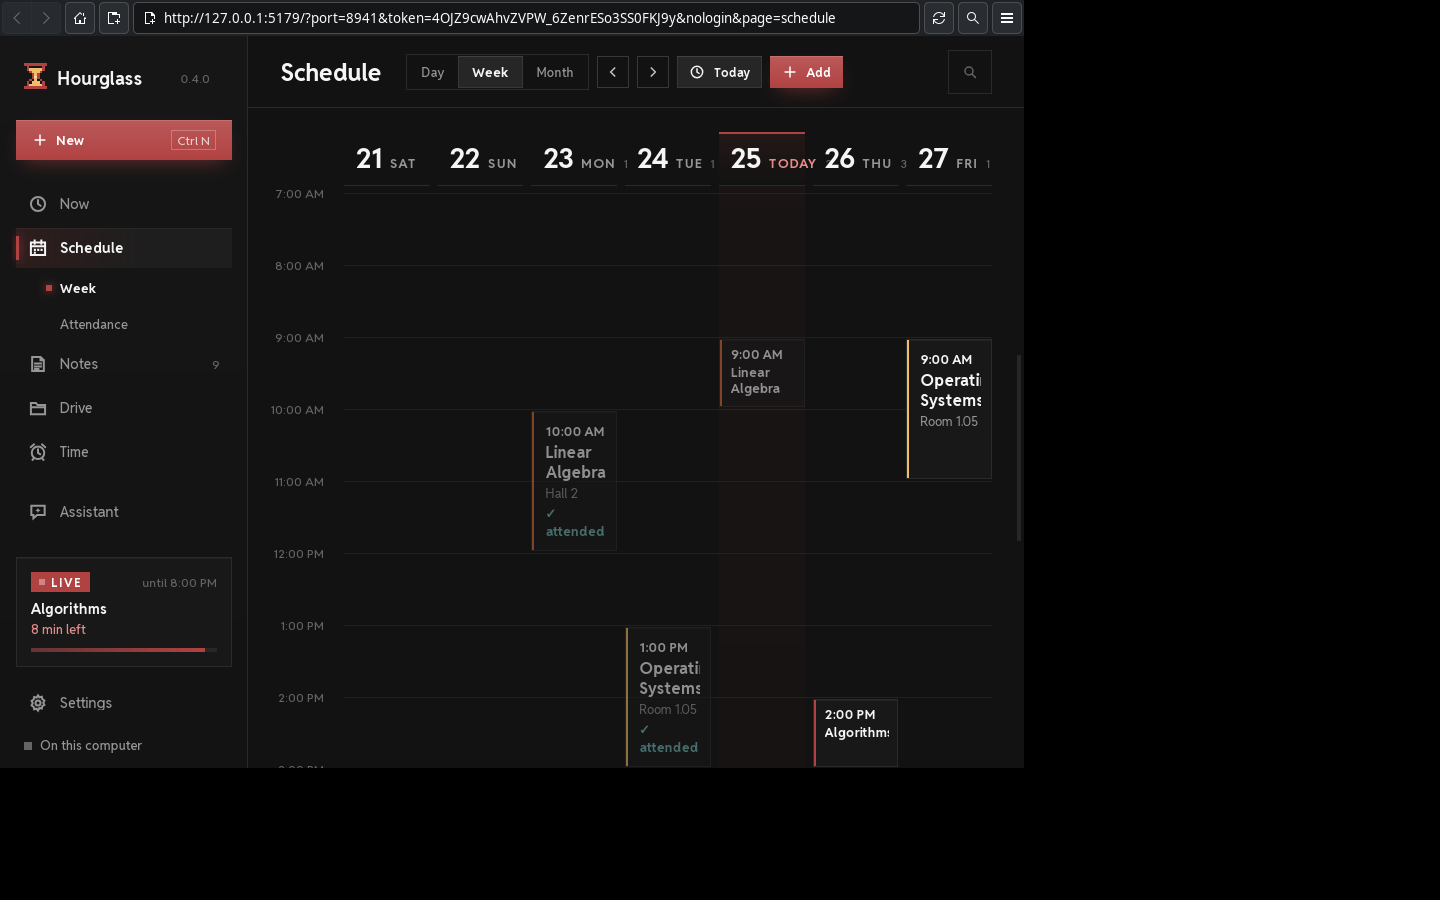 http://127.0.0.1:5179/?port=8941&token=4OJZ9cwAhvZVPW_6ZenrESo3SS0FKJ9y&nologin&page=schedule
Hourglass 0.4.0
New Ctrl N
Now
Schedule
Week
Attendance
Notes 9
Drive
Time
Assistant
LIVE until 8:00 PM
Algorithms
8 min left
Settings
On this computer
Schedule Day Week Month Today Add
21 SAT 22 SUN 23 MON 1 24 TUE 1 25 TODAY 26 THU 3 27 FRI 1
7:00 AM
8:00 AM
9:00 AM
10:00 AM
11:00 AM
12:00 PM
1:00 PM
2:00 PM
10:00 AM
Linear
Algebra
Hall 2
✓
attended
1:00 PM
Operati
Systems
Room 1.05
✓
attended
9:00 AM
Linear
Algebra
2:00 PM
Algorithms
9:00 AM
Operati
Systems
Room 1.05